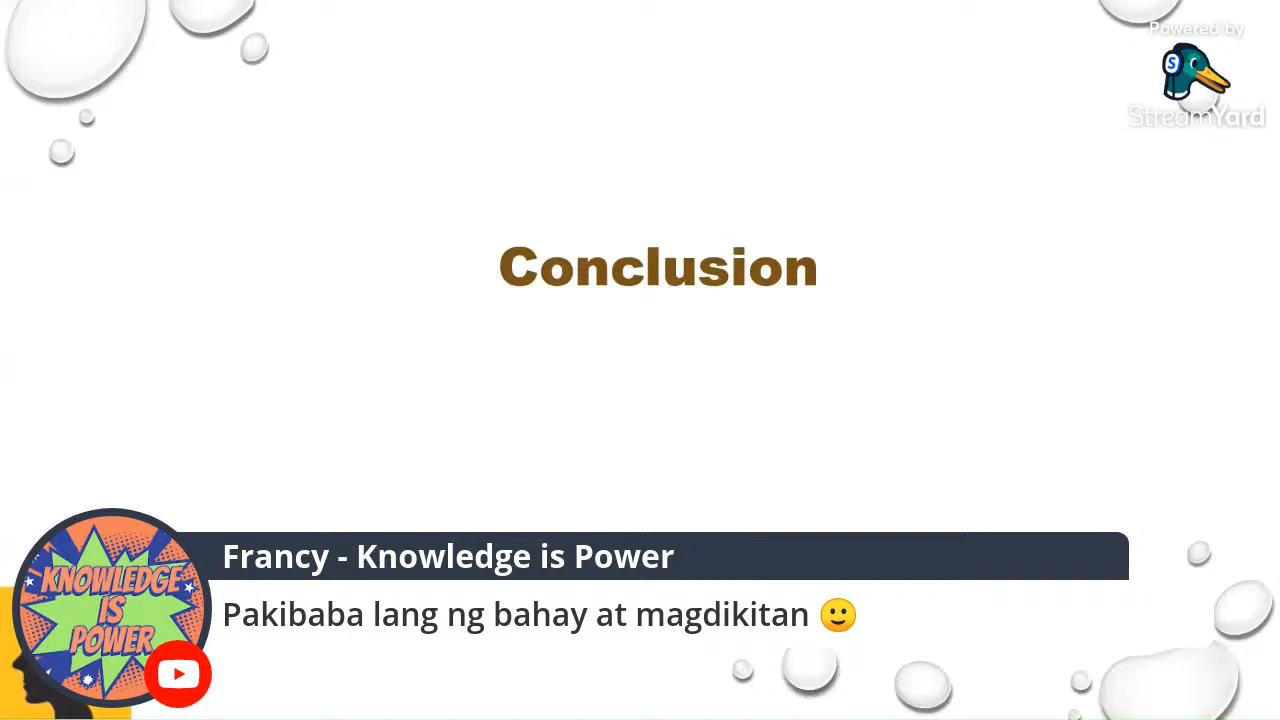 Powered by
S
StreamYard
Conclusion
Francy - Knowledge is Power
Pakibaba lang ng bahay at magdikitan 🙂
KNOWLEDGE
IS
POWER